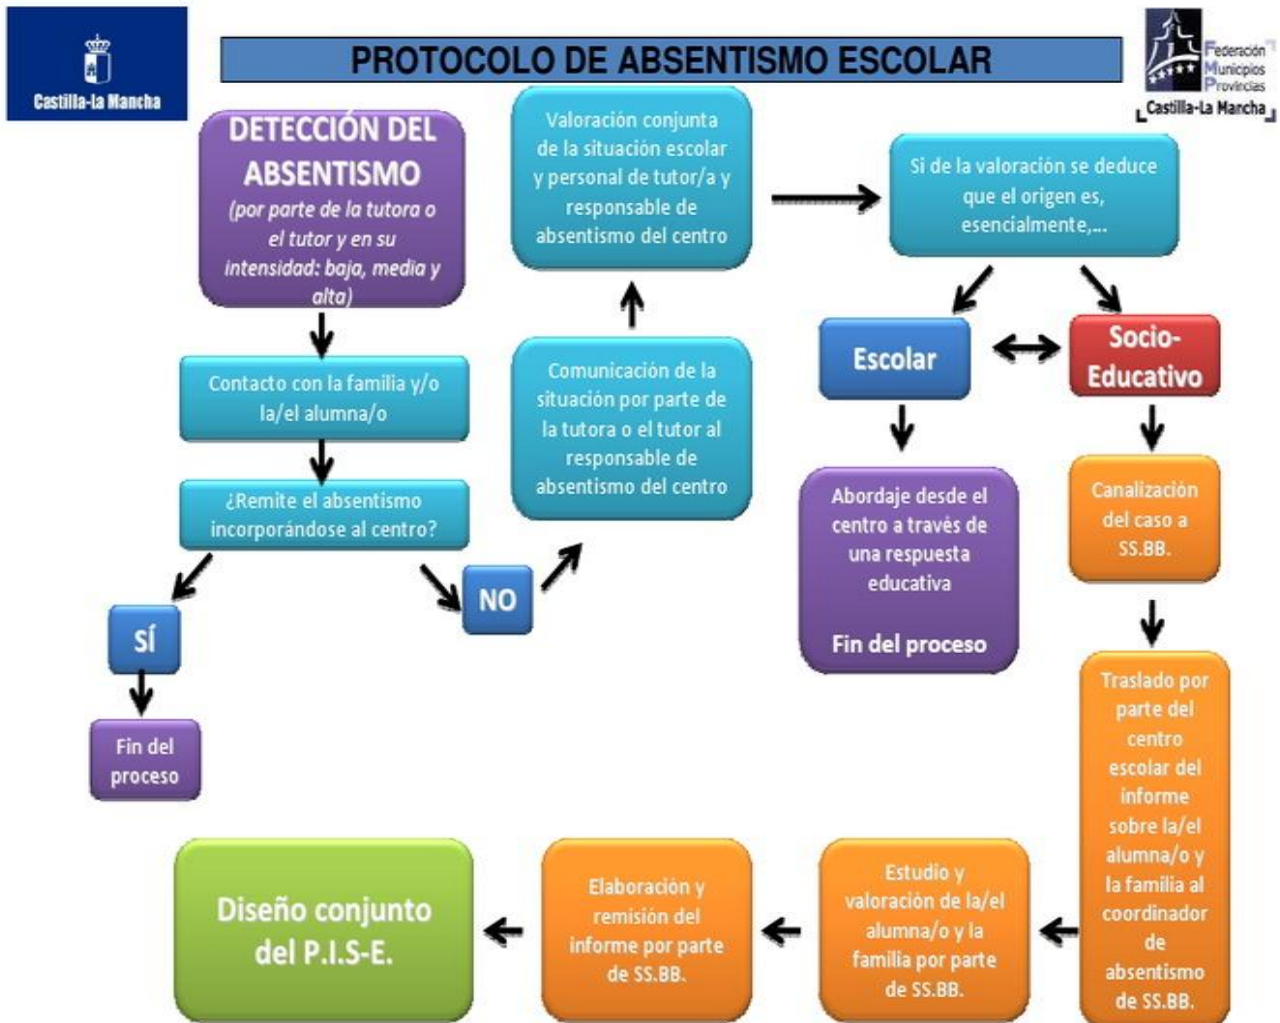 Castilla-La Mancha
PROTOCOLO DE ABSENTISMO ESCOLAR
Federación
Municipios
Provincias
Castilla-La Mancha
DETECCIÓN DEL
ABSENTISMO
(por parte de la tutora o
el tutor y en su
intensidad: baja, media y
alta)
Contacto con la familia y/o
la/el alumna/o
¿Remite el absentismo
incorporándose al centro?
SÍ
Fin del
proceso
NO
Comunicación de la
situación por parte de
la tutora o el tutor al
responsable de
absentismo del centro
Valoración conjunta
de la situación escolar
y personal de tutor/a y
responsable de
absentismo del centro
Si de la valoración se deduce
que el origen es,
esencialmente,...
Escolar
Socio-
Educativo
Abordaje desde el
centro a través de
una respuesta
educativa
Fin del proceso
Canalización
del caso a
SS.BB.
Traslado por
parte del
centro
escolar del
informe
sobre la/el
alumna/o y
la familia al
coordinador
de
absentismo
de SS.BB.
Estudio y
valoración de la/el
alumna/o y la
familia por parte
de SS.BB.
Elaboración y
remisión del
informe por parte
de SS.BB.
Diseño conjunto
del P.I.S-E.